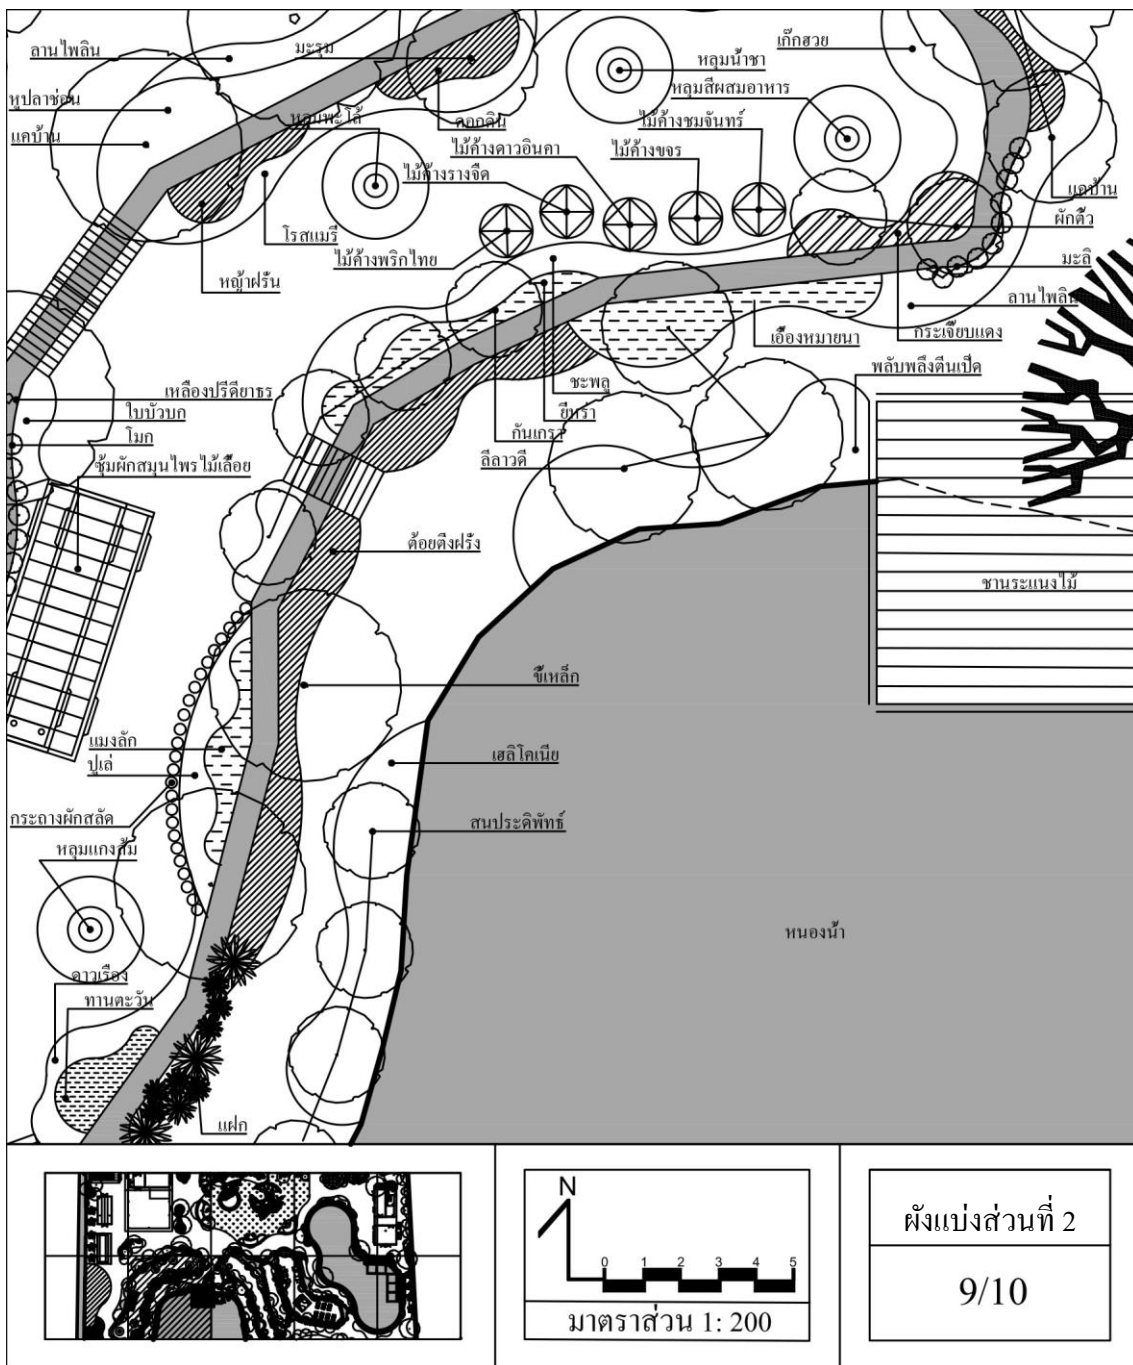 ลานไพลิน
มะรุม
เก๊กฮวย
หลุมน้ำชา
หูปลาช่อน
หลุมสีผสมอาหาร
แคบ้าน
หลุมพะโล้
ดอกดิน
ไม้ค้างชมจันทร์
ไม้ค้างดาวอินคา
ไม้ค้างขจร
ไม้ค้างรางจืด
แคบ้าน
โรสแมรี่
ผักติ้ว
ไม้ค้างพริกไทย
มะลิ
หญ้าฝรั่น
ลานไพลิน
กระเจี๊ยบแดง
เอื้องหมายนา
พลับพลึงตีนเป็ด
เหลืองปรีดียาธร
ชะพลู
ใบบัวบก
ยี่หร่า
โมก
กันเกรา
ซุ้มผักสมุนไพรไม้เลื้อย
ลีลาวดี
ต้อยติ่งฝรั่ง
ชานระแนงไม้
ขี้เหล็ก
แมงลัก
เฮลิโคเนีย
ปูเล่
กระถางผักสลัด
สนประดิพัทธ์
หลุมแกงส้ม
หนองน้ำ
ดาวเรือง
ทานตะวัน
แฝก
N
0 1 2 3 4 5
มาตราส่วน 1: 200
ผังแบ่งส่วนที่ 2
9/10